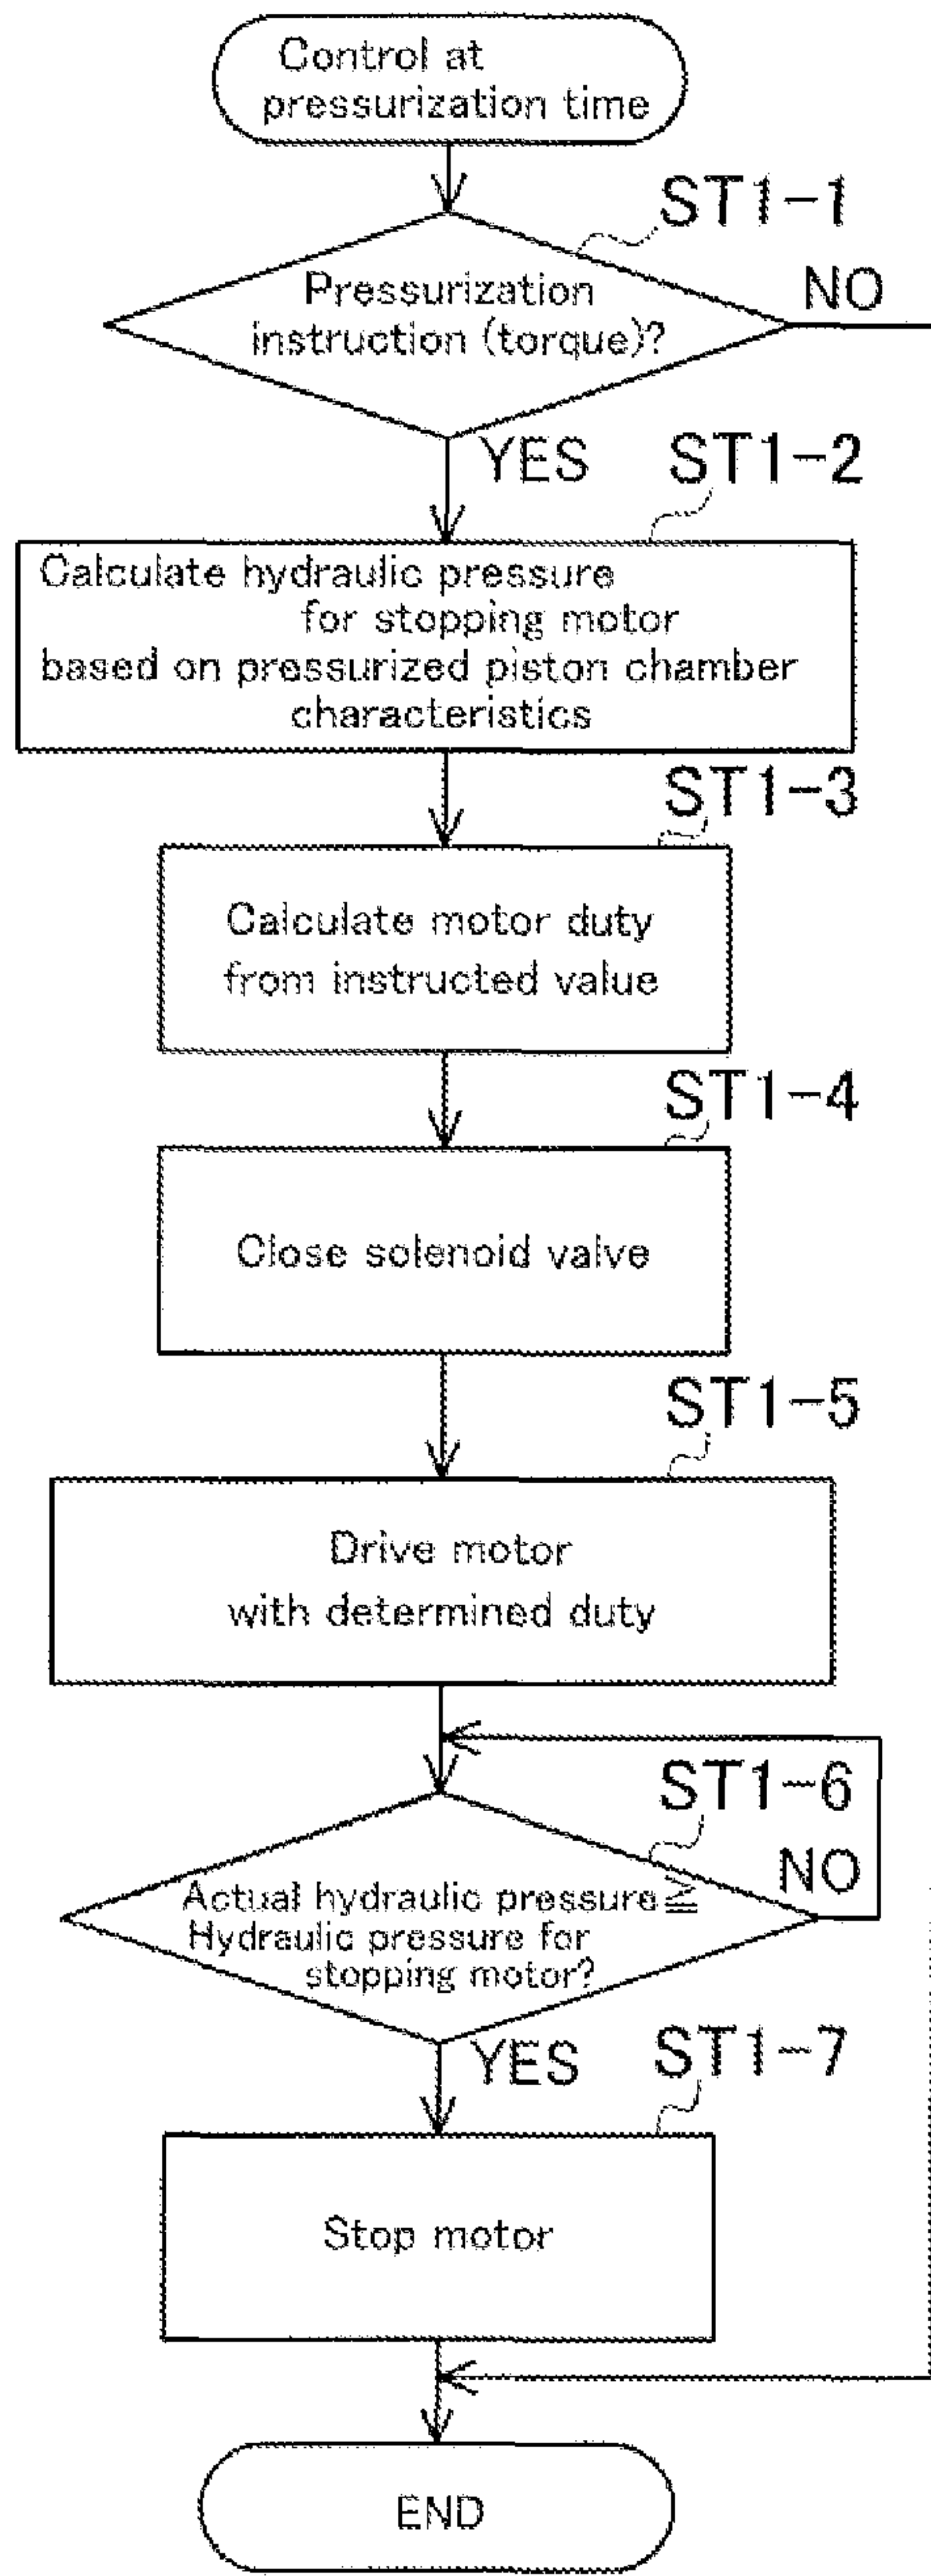 Control at
pressurization time
ST1-1
Pressurization
instruction (torque)?
NO
YES
ST1-2
Calculate hydraulic pressure
for stopping motor
based on pressurized piston chamber
characteristics
ST1-3
Calculate motor duty
from instructed value
ST1-4
Close solenoid valve
ST1-5
Drive motor
with determined duty
ST1-6
NO
Actual hydraulic pressure≧
Hydraulic pressure for
stopping motor?
YES
ST1-7
Stop motor
END